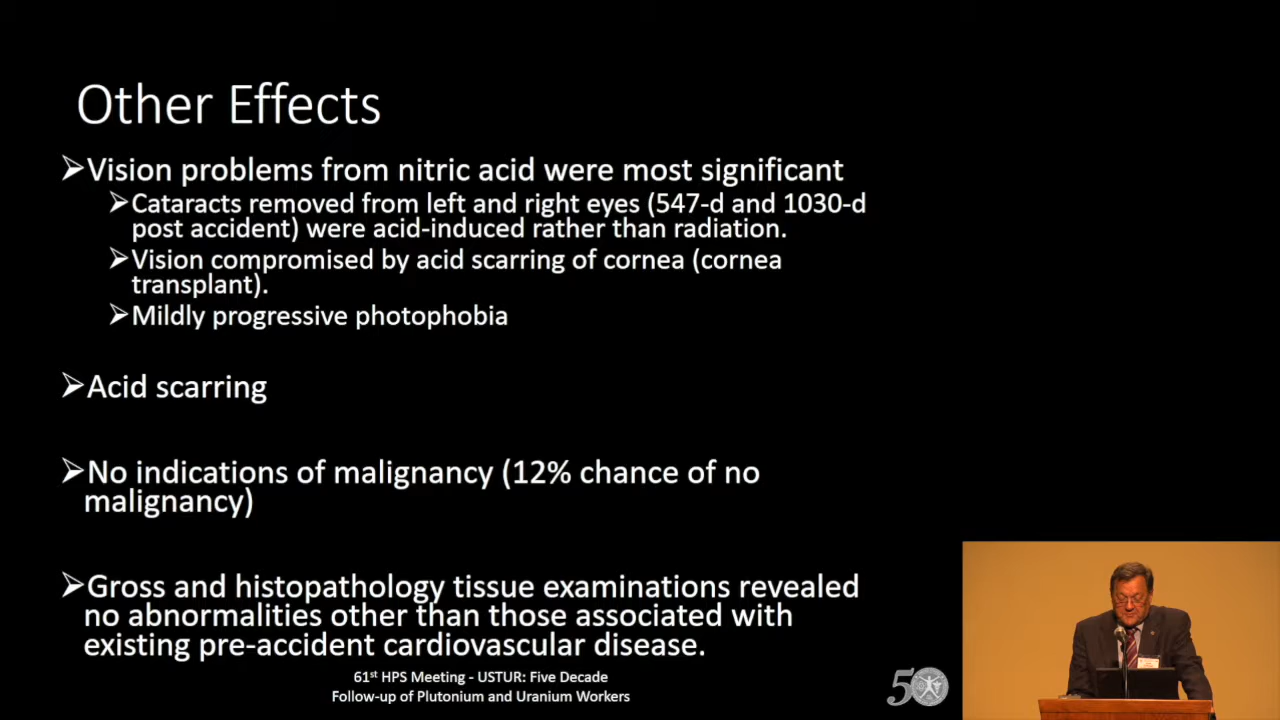 Other Effects
➢Vision problems from nitric acid were most significant
➢Cataracts removed from left and right eyes (547-d and 1030-d
post accident) were acid-induced rather than radiation.
➢Vision compromised by acid scarring of cornea (cornea
transplant).
➢Mildly progressive photophobia
➢Acid scarring
➢No indications of malignancy (12% chance of no
malignancy)
➢Gross and histopathology tissue examinations revealed
no abnormalities other than those associated with
existing pre-accident cardiovascular disease.
61st HPS Meeting - USTUR: Five Decade
Follow-up of Plutonium and Uranium Workers
50